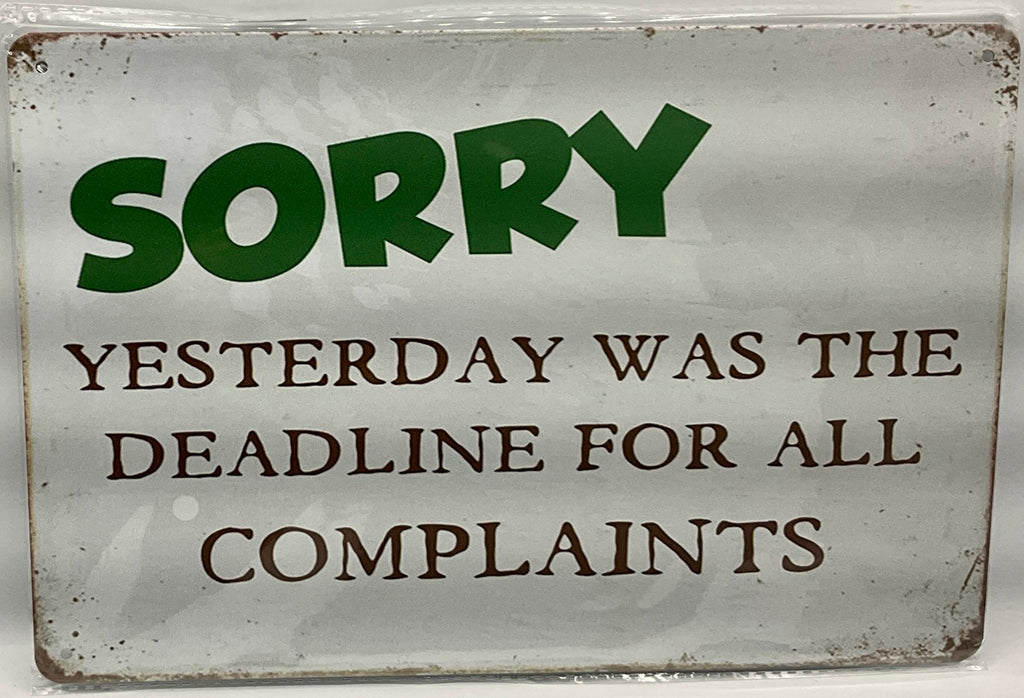 SORRY
YESTERDAY WAS THE
DEADLINE FOR ALL
COMPLAINTS